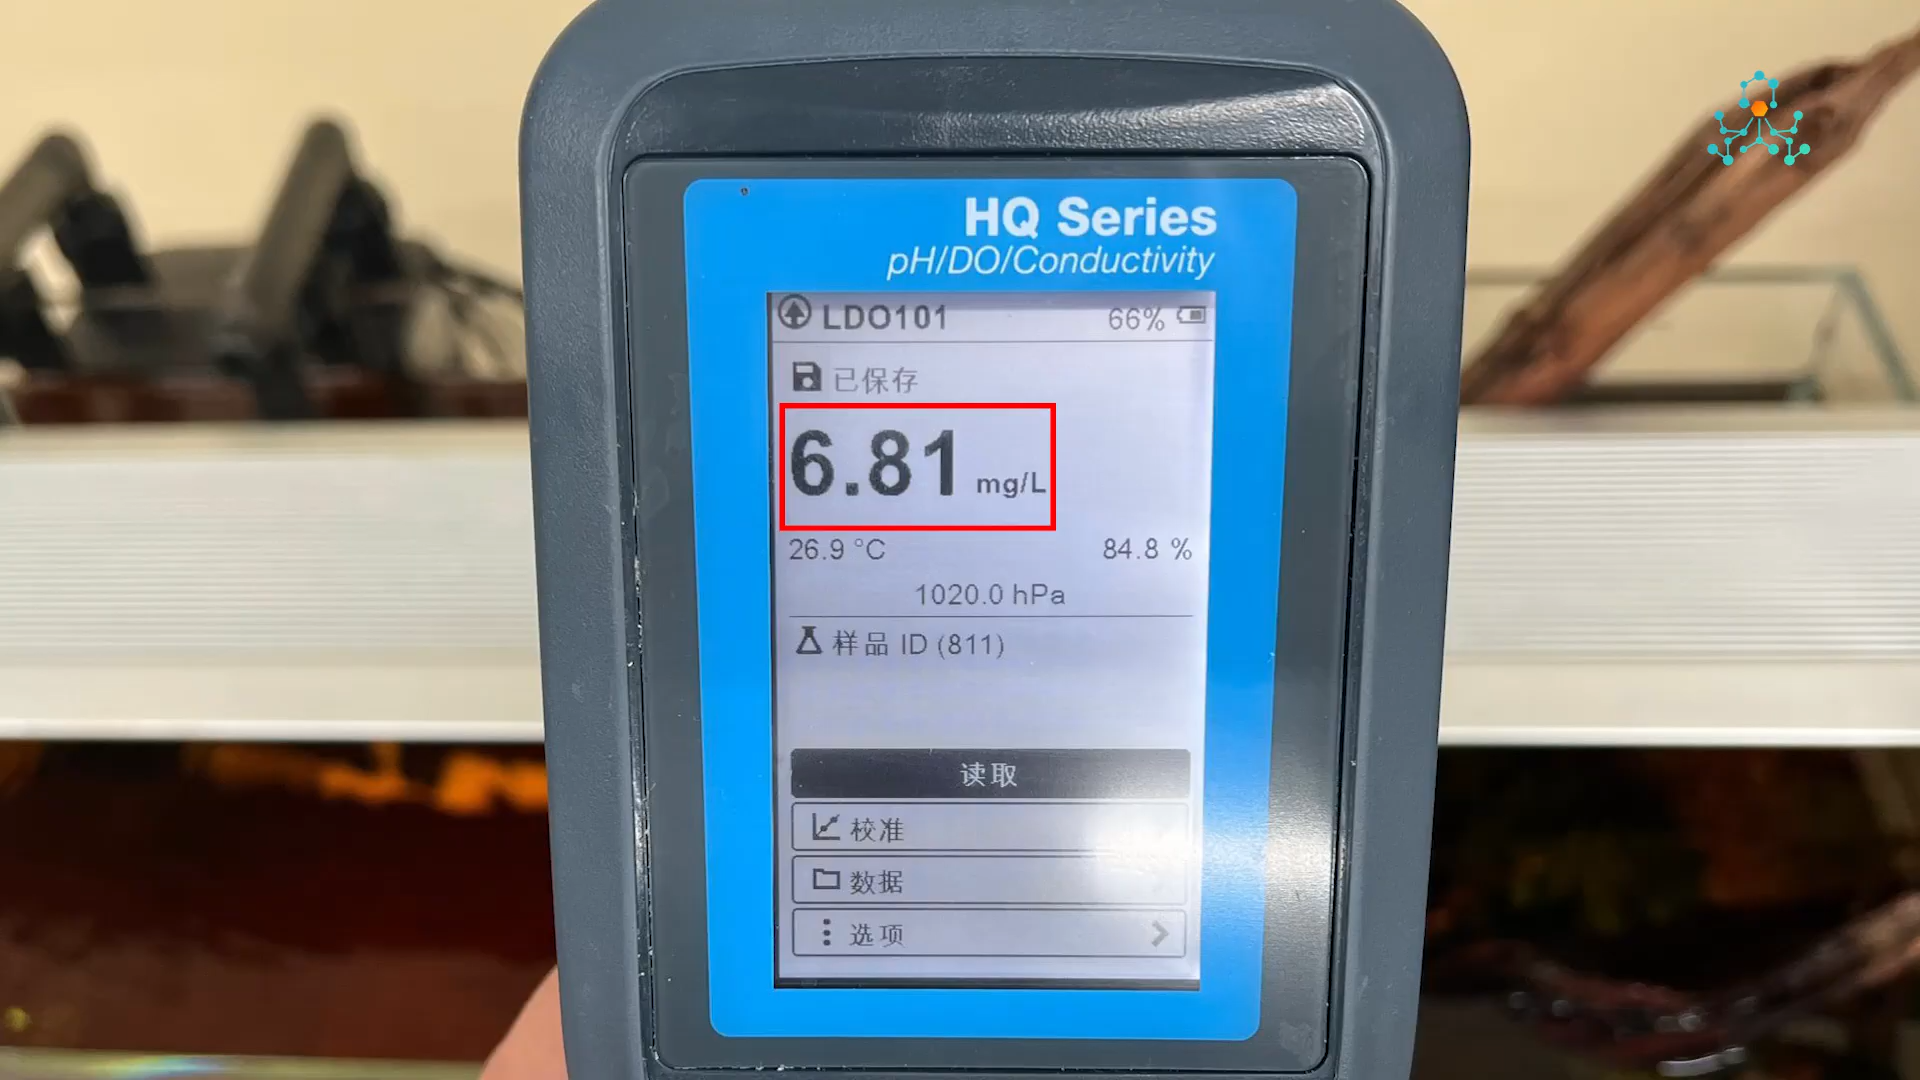 HQ Series
pH/DO/Conductivity
LDO101 66%
已保存
6.81 mg/L
26.9 °C 84.8 %
1020.0 hPa
样品 ID (811)
读取
校准
数据
选项